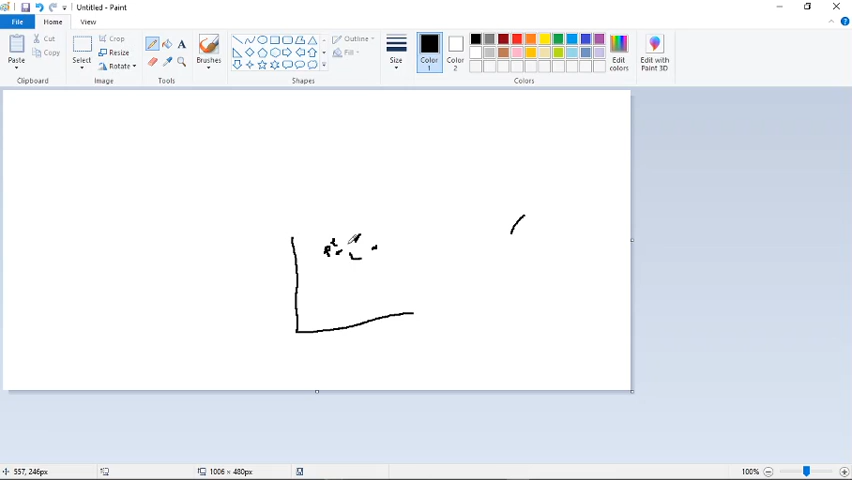 Untitled - Paint
File
Home
View
Paste
Cut
Copy
Clipboard
Select
Crop
Resize
Rotate
Image
A
Tools
Brushes
Shapes
Outline
Fill
Size
Color
1
Color
2
Colors
Edit
colors
Edit with
Paint 3D
557, 246px
1006 × 480px
100%